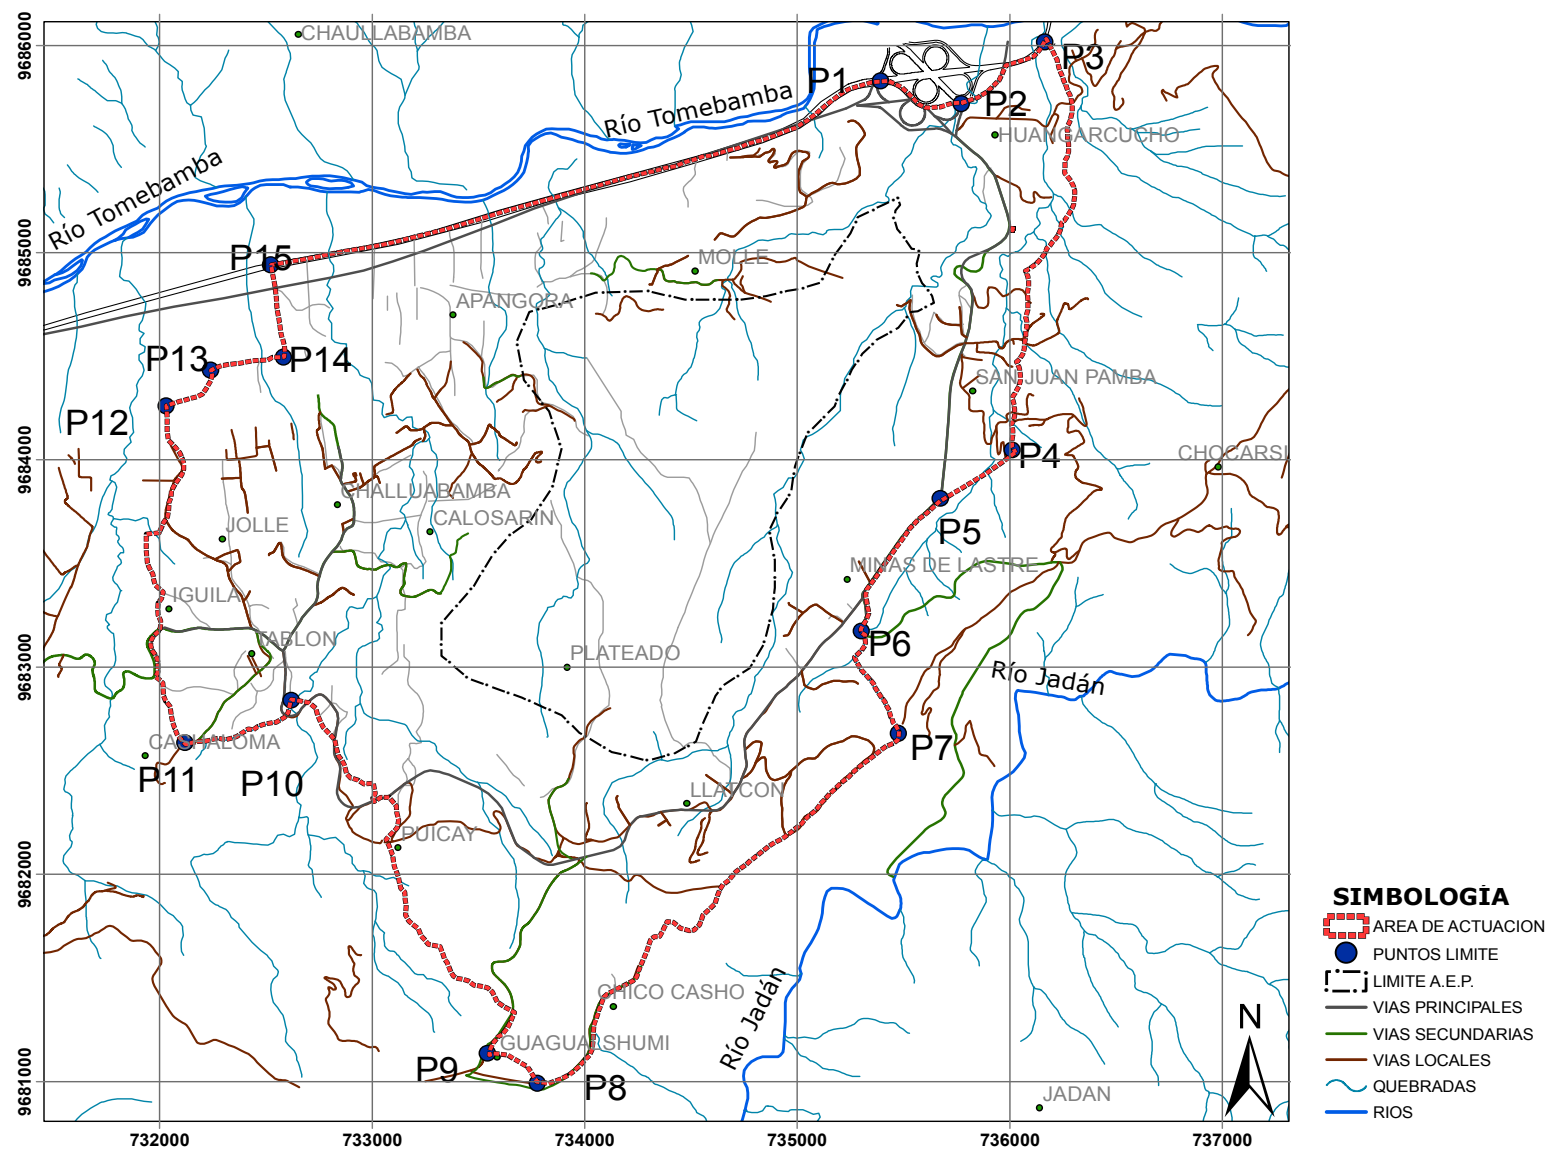 CHAULLABAMBA
P3
P1
P2
Río Tomebamba
HUANGARCUCHO
Río Tomebamba
P15
MOLLE
APANGORA
P13
P14
SAN JUAN PAMBA
P12
P4
CHOCARSI
CHALLUABAMBA
CALOSARIN
JOLLE
P5
MINAS DE LASTRE
IGUILA
TABLON
P6
PLATEADO
Río Jadán
CACHALOMA
P7
P11
P10
LLATCON
PUICAY
CHICO CASHO
Río Jadán
GUAGUALSHUMI
P9
P8
JADAN
9686000
9685000
9684000
9683000
9682000
9681000
732000
733000
734000
735000
736000
737000
SIMBOLOGÍA
AREA DE ACTUACION
PUNTOS LIMITE
LIMITE A.E.P.
VIAS PRINCIPALES
VIAS SECUNDARIAS
VIAS LOCALES
QUEBRADAS
RIOS
N